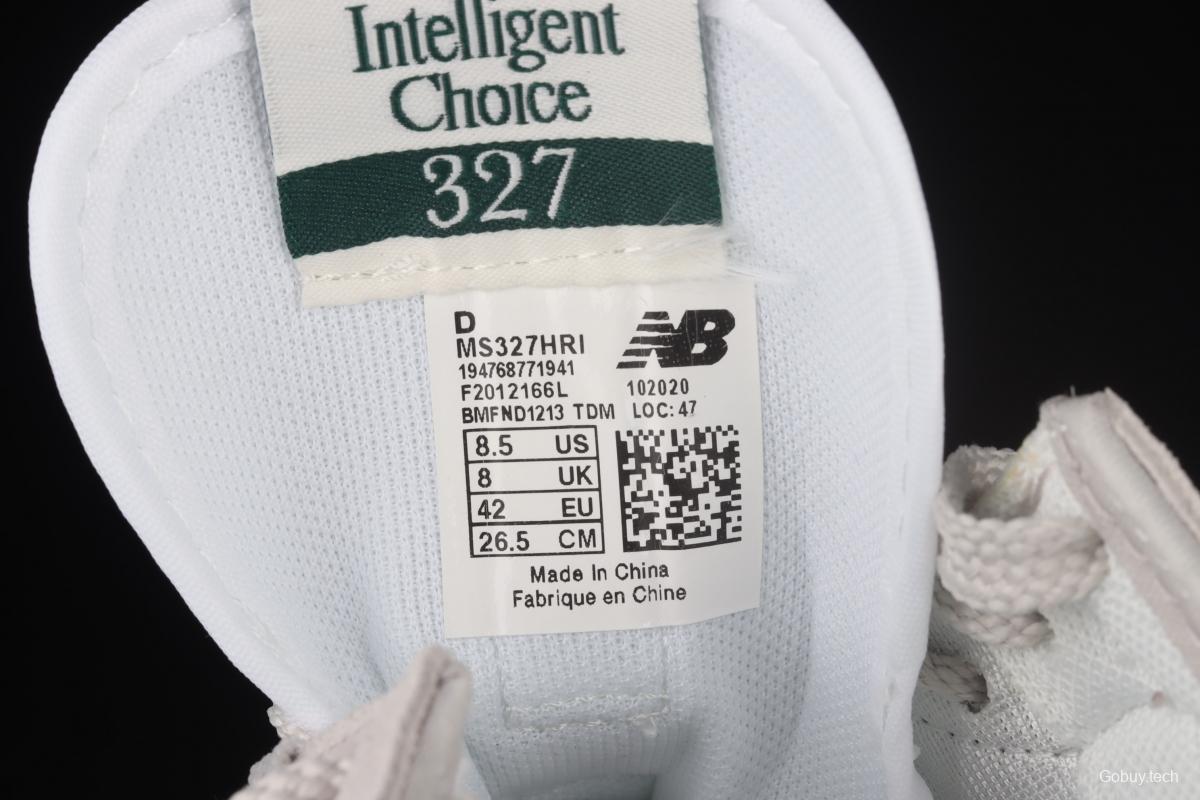 Intelligent
Choice
327
D
MS327HRI
NB
194768771941
F2012166L 102020
BMFND1213 TDM LOC: 47
8.5 US
8 UK
42 EU
26.5 CM
Made In China
Fabrique en Chine
Gobuy.tech